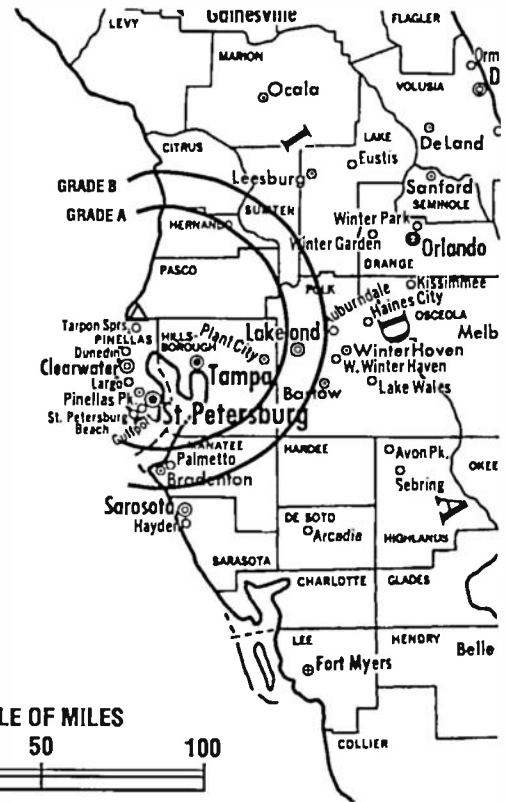 Gainesville
LEVY
FLAGLER
MARION
Orm
D
Ocala
VOLUSIA
I
DeLand
CITRUS
LAKE
Eustis
Leesburg
GRADE B
Sanford
SEMINOLE
SUMTER
GRADE A
Winter Park
HERNANDO
Winter Garden
Orlando
ORANGE
PASCO
Kissimmee
POLK
Auburndale
Haines City
OSCEOLA
Tarpon Sprs.
PINELLAS
HILLS-
BOROUGH
Plant City
Lakeland
D
Melb
Dunedin
Winter Haven
Clearwater
Tampa
W. Winter Haven
Largo
Bartow
Lake Wales
Pinellas Pk.
St. Petersburg
St. Petersburg
Beach
Gulfport
MANATEE
HARDEE
Avon Pk.
Palmetto
OKEE
Bradenton
Sebring
A
Sarasota
DE SOTO
Hayden
Arcadia
HIGHLANDS
SARASOTA
CHARLOTTE
GLADES
LEE
HENDRY
Belle
Fort Myers
LE OF MILES
50
100
COLLIER